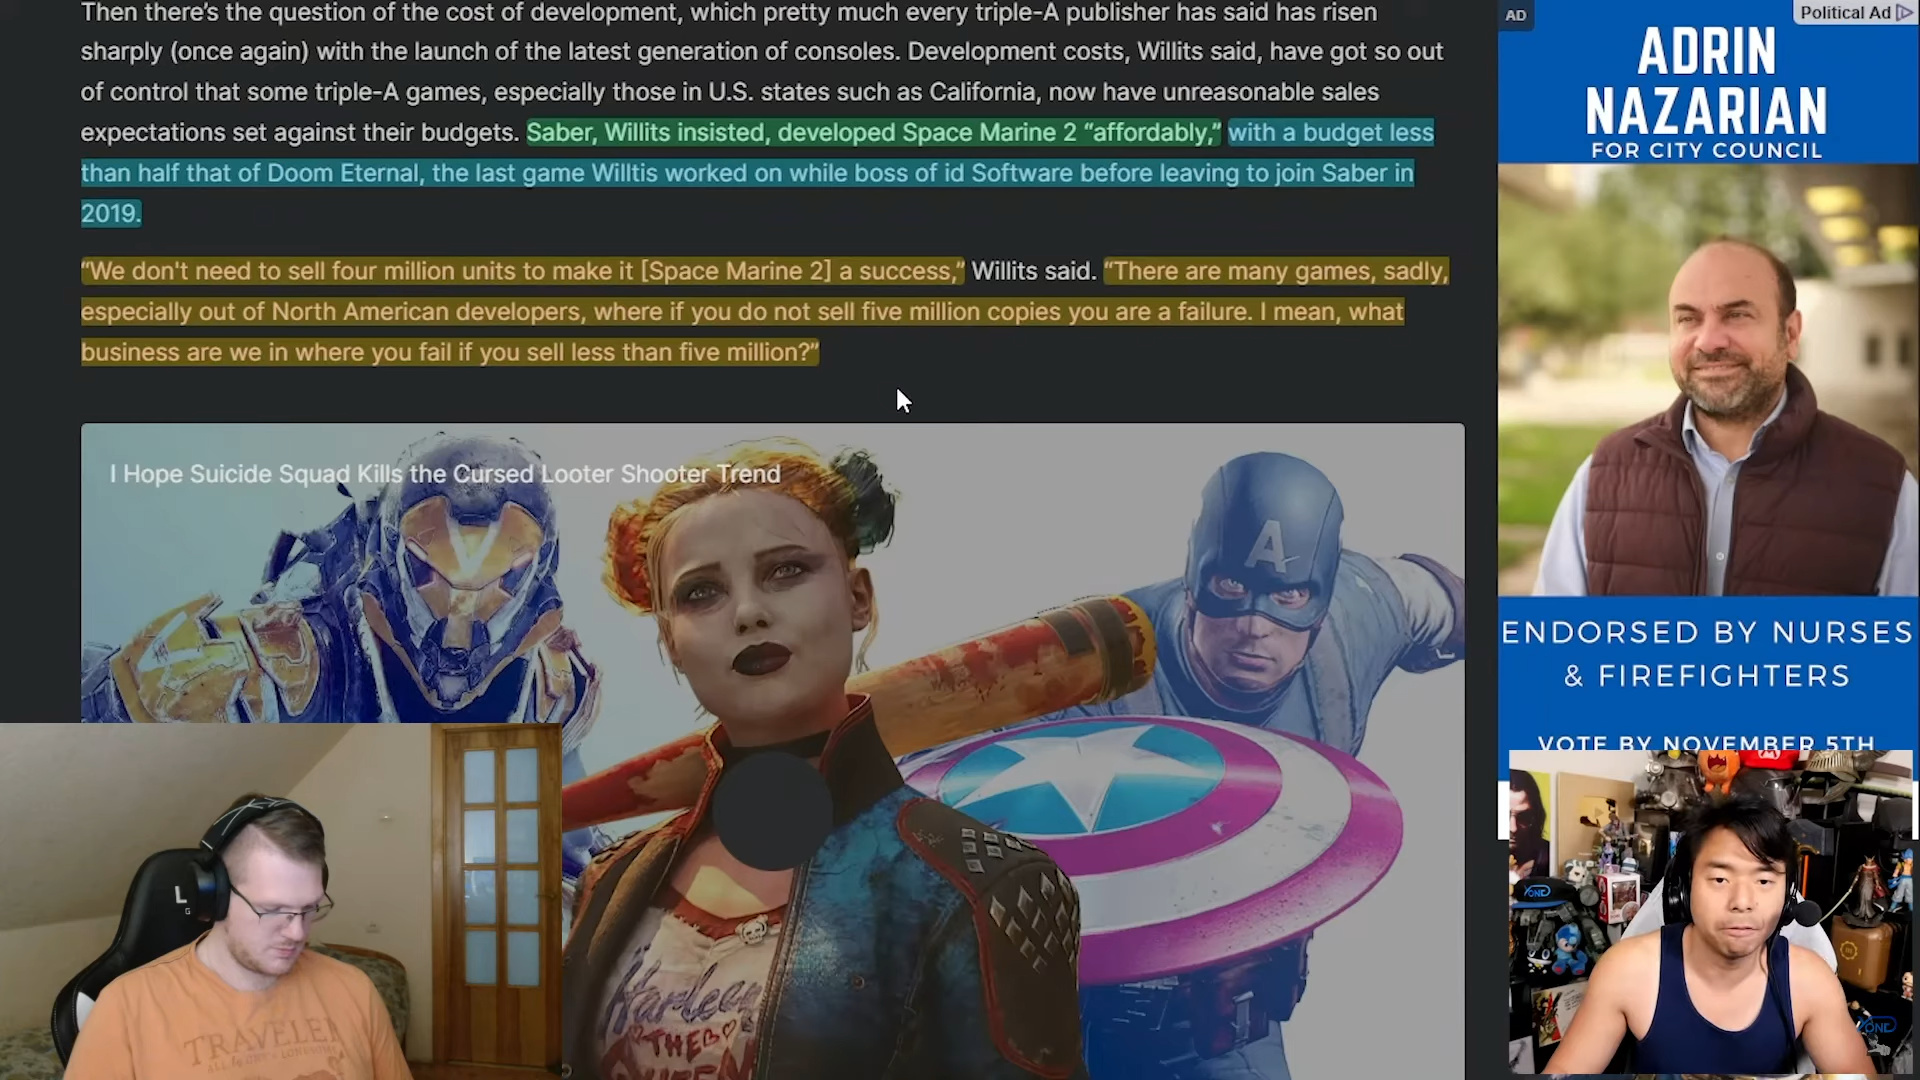 Then there’s the question of the cost of development, which pretty much every triple-A publisher has said has risen
sharply (once again) with the launch of the latest generation of consoles. Development costs, Willits said, have got so out
of control that some triple-A games, especially those in U.S. states such as California, now have unreasonable sales
expectations set against their budgets. Saber, Willits insisted, developed Space Marine 2 “affordably,” with a budget less
than half that of Doom Eternal, the last game Willtis worked on while boss of id Software before leaving to join Saber in
2019.
“We don't need to sell four million units to make it [Space Marine 2] a success,” Willits said. “There are many games, sadly,
especially out of North American developers, where if you do not sell five million copies you are a failure. I mean, what
business are we in where you fail if you sell less than five million?”
I Hope Suicide Squad Kills the Cursed Looter Shooter Trend
A
Harley
THE
QUEEN
L
G
TRAVELER
AD
Political Ad
ADRIN
NAZARIAN
FOR CITY COUNCIL
ENDORSED BY NURSES
& FIREFIGHTERS
VOTE BY NOVEMBER 5TH
YONG
YONG